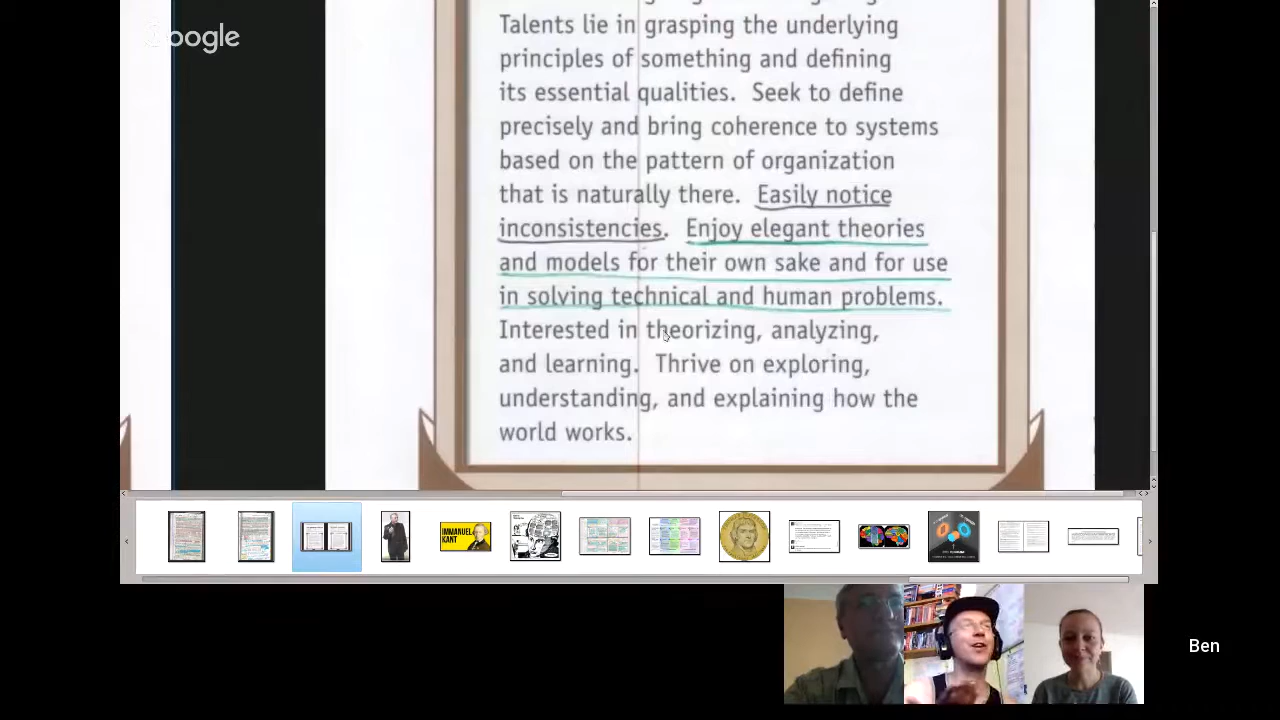 Google
Talents lie in grasping the underlying
principles of something and defining
its essential qualities. Seek to define
precisely and bring coherence to systems
based on the pattern of organization
that is naturally there. Easily notice
inconsistencies. Enjoy elegant theories
and models for their own sake and for use
in solving technical and human problems.
Interested in theorizing, analyzing,
and learning. Thrive on exploring,
understanding, and explaining how the
world works.
IMMANUEL
KANT
Ben